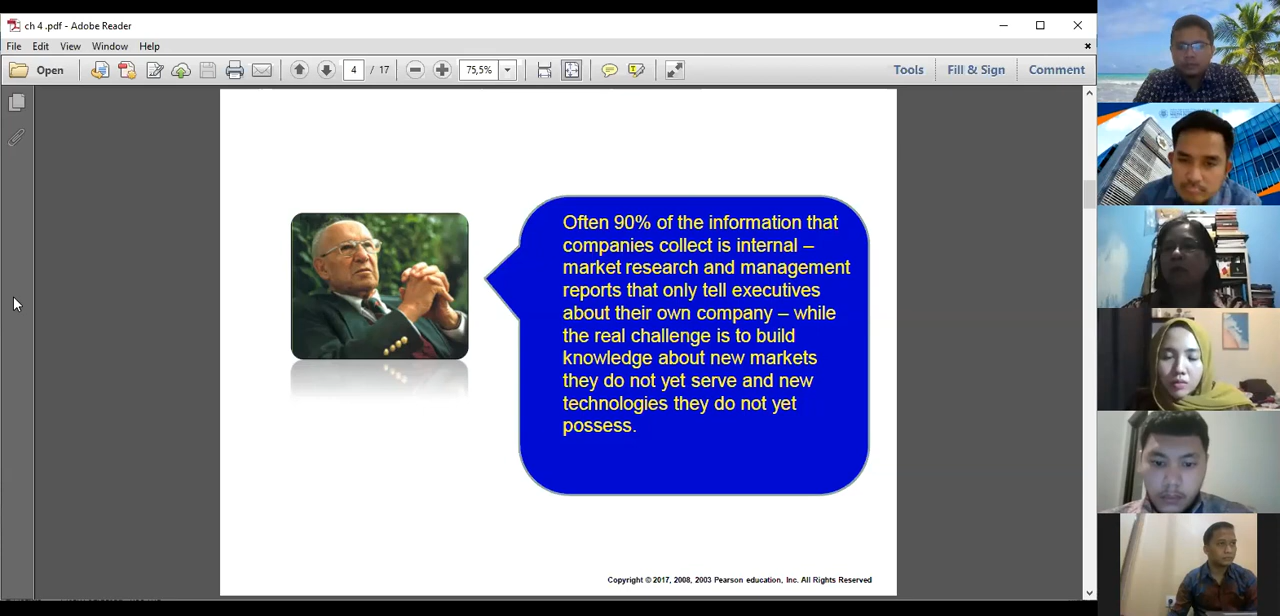 ch 4 .pdf - Adobe Reader
File Edit View Window Help
Open 4 / 17 75,5% Tools Fill & Sign Comment
Often 90% of the information that
companies collect is internal –
market research and management
reports that only tell executives
about their own company – while
the real challenge is to build
knowledge about new markets
they do not yet serve and new
technologies they do not yet
possess.
Copyright © 2017, 2008, 2003 Pearson education, Inc. All Rights Reserved